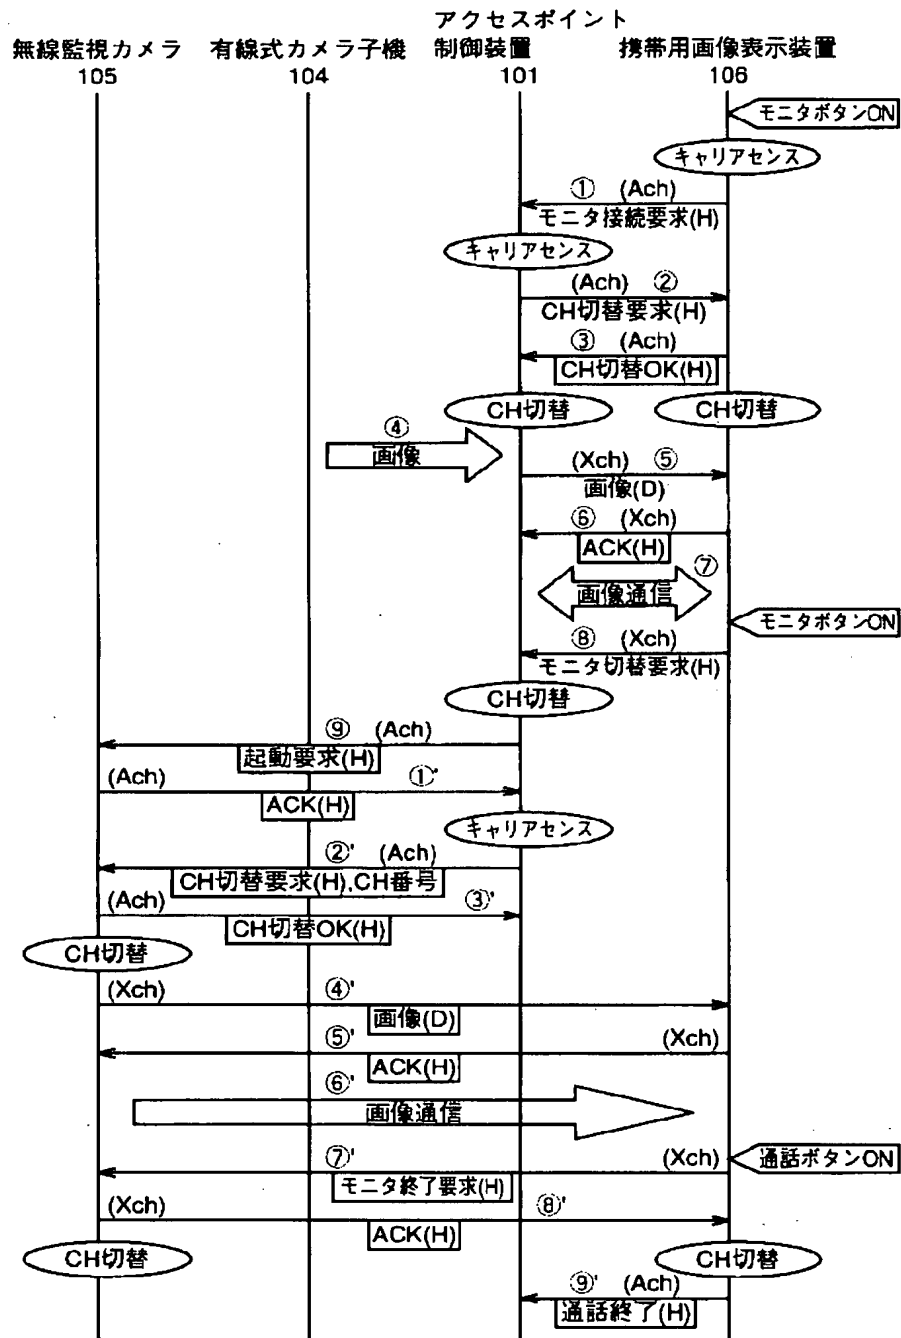 アクセスポイント
無線監視カメラ 有線式カメラ子機 制御装置 携帯用画像表示装置
105 104 101 106
モニタボタンON
キャリアセンス
① (Ach)
モニタ接続要求(H)
キャリアセンス
(Ach) ②
CH切替要求(H)
③ (Ach)
CH切替OK(H)
CH切替 CH切替
④
画像
(Xch) ⑤
画像(D)
⑥ (Xch)
ACK(H)
⑦
画像通信
モニタボタンON
⑧ (Xch)
モニタ切替要求(H)
CH切替
⑨ (Ach)
起動要求(H)
(Ach) ①'
ACK(H)
キャリアセンス
②' (Ach)
CH切替要求(H),CH番号
(Ach) ③'
CH切替OK(H)
CH切替
(Xch) ④'
画像(D)
⑤' (Xch)
ACK(H)
⑥'
画像通信
⑦' (Xch) 通話ボタンON
モニタ終了要求(H)
(Xch) ⑧'
ACK(H)
CH切替 CH切替
⑨' (Ach)
通話終了(H)